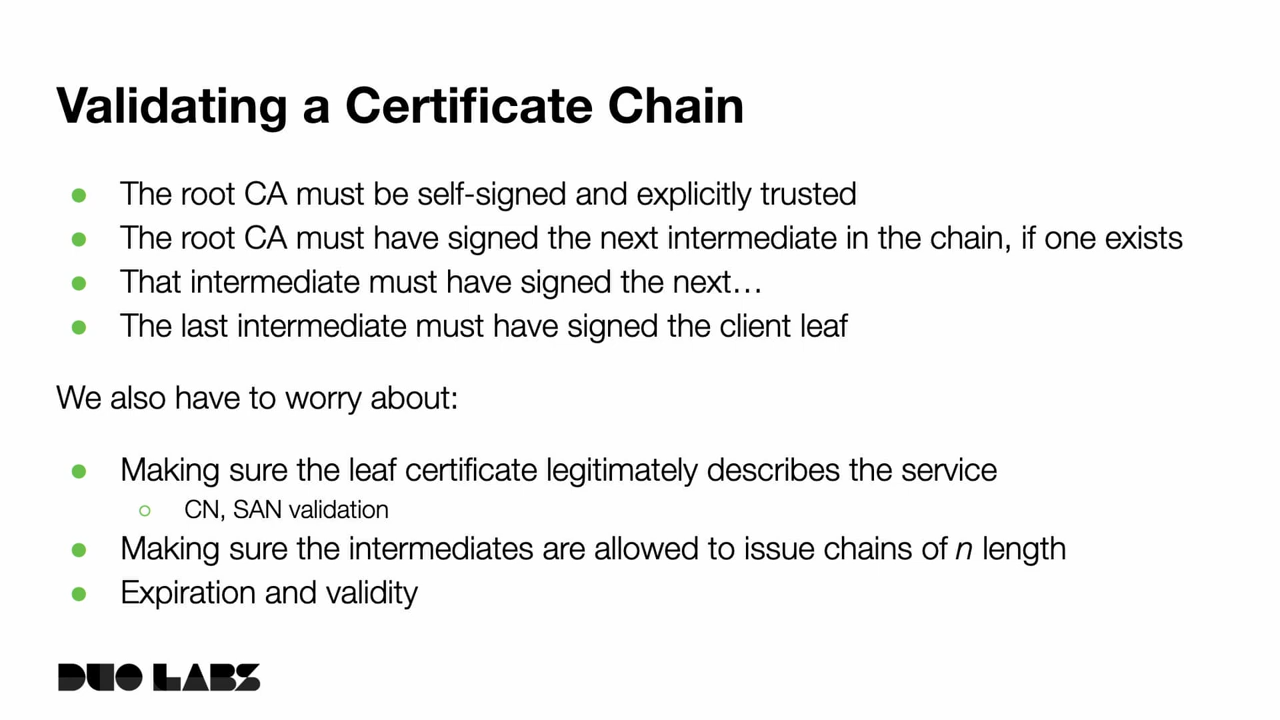 Validating a Certificate Chain
● The root CA must be self-signed and explicitly trusted
● The root CA must have signed the next intermediate in the chain, if one exists
● That intermediate must have signed the next…
● The last intermediate must have signed the client leaf
We also have to worry about:
● Making sure the leaf certificate legitimately describes the service
○ CN, SAN validation
● Making sure the intermediates are allowed to issue chains of n length
● Expiration and validity
DUO LABS